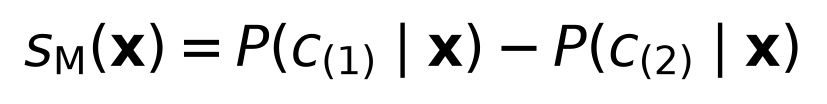 s_M(𝐱) = P(c_(1) | 𝐱) − P(c_(2) | 𝐱)